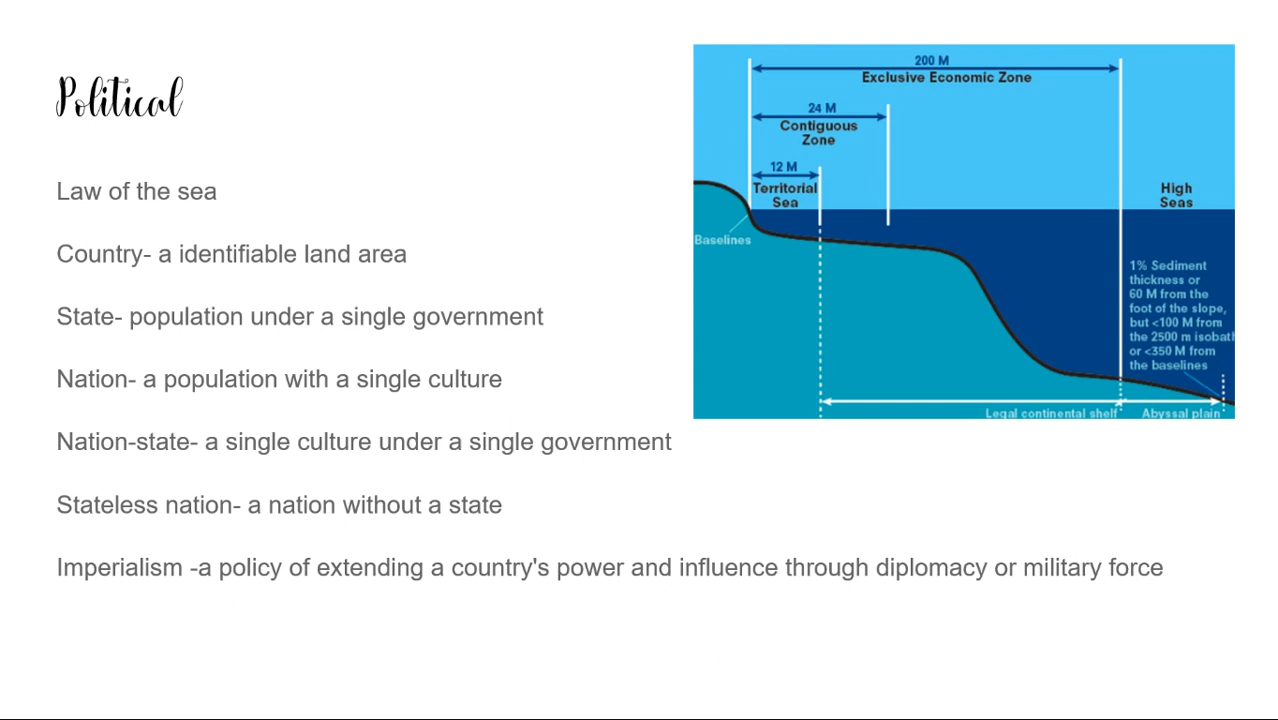 Political
Law of the sea
Country- a identifiable land area
State- population under a single government
Nation- a population with a single culture
Nation-state- a single culture under a single government
Stateless nation- a nation without a state
Imperialism -a policy of extending a country's power and influence through diplomacy or military force
200 M
Exclusive Economic Zone
24 M
Contiguous
Zone
12 M
Territorial
Sea
High
Seas
Baselines
1% Sediment
thickness or
60 M from the
foot of the slope,
but <100 M from
the 2500 m isobath
or <350 M from
the baselines
Legal continental shelf
Abyssal plain